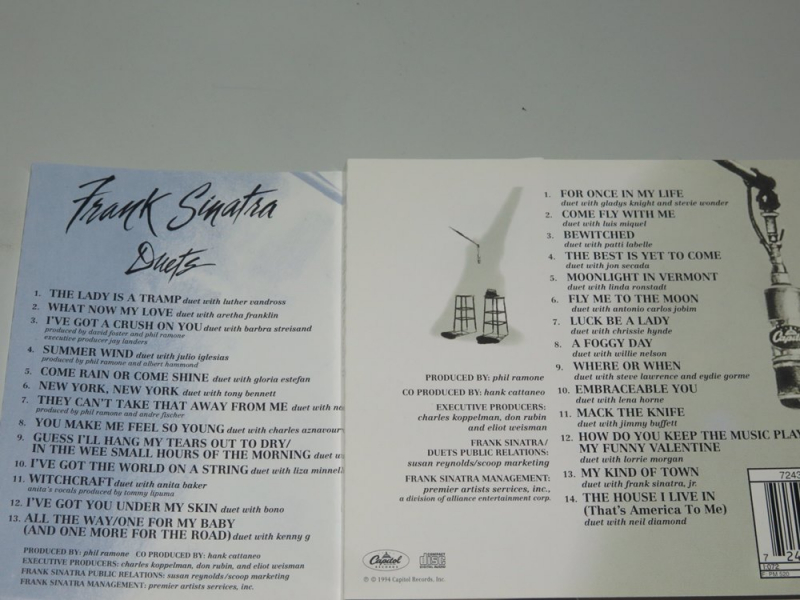 Frank Sinatra
Duets
1. THE LADY IS A TRAMP duet with luther vandross
2. WHAT NOW MY LOVE duet with aretha franklin
3. I'VE GOT A CRUSH ON YOU duet with barbra streisand
produced by david foster and phil ramone
executive producer jay landers
4. SUMMER WIND duet with julio iglesias
produced by phil ramone and albert hammond
5. COME RAIN OR COME SHINE duet with gloria estefan
6. NEW YORK, NEW YORK duet with tony bennett
7. THEY CAN'T TAKE THAT AWAY FROM ME duet with
produced by phil ramone and andre fischer
8. YOU MAKE ME FEEL SO YOUNG duet with charles aznavour
9. GUESS I'LL HANG MY TEARS OUT TO DRY/
IN THE WEE SMALL HOURS OF THE MORNING duet
10. I'VE GOT THE WORLD ON A STRING duet with liza minnell
11. WITCHCRAFT duet with anita baker
anita's vocals produced by tommy lipuma
12. I'VE GOT YOU UNDER MY SKIN duet with bono
13. ALL THE WAY/ONE FOR MY BABY
(AND ONE MORE FOR THE ROAD) duet with kenny g
PRODUCED BY: phil ramone CO PRODUCED BY: hank cattaneo
EXECUTIVE PRODUCERS: charles koppelman, don rubin, and eliot weisman
FRANK SINATRA PUBLIC RELATIONS: susan reynolds/scoop marketing
FRANK SINATRA MANAGEMENT: premier artists services, inc.
1. FOR ONCE IN MY LIFE
duet with gladys knight and stevie wonder
2. COME FLY WITH ME
duet with luis miquel
3. BEWITCHED
duet with patti labelle
4. THE BEST IS YET TO COME
duet with jon secada
5. MOONLIGHT IN VERMONT
duet with linda ronstadt
6. FLY ME TO THE MOON
duet with antonio carlos jobim
7. LUCK BE A LADY
duet with chrissie hynde
8. A FOGGY DAY
duet with willie nelson
9. WHERE OR WHEN
duet with steve lawrence and eydie gorme
10. EMBRACEABLE YOU
duet with lena horne
11. MACK THE KNIFE
duet with jimmy buffett
12. HOW DO YOU KEEP THE MUSIC PLAY
MY FUNNY VALENTINE
duet with lorrie morgan
13. MY KIND OF TOWN
duet with frank sinatra, jr.
14. THE HOUSE I LIVE IN
(That's America To Me)
duet with neil diamond
PRODUCED BY: phil ramone
CO PRODUCED BY: hank cattaneo
EXECUTIVE PRODUCERS:
charles koppelman, don rubin
and eliot weisman
FRANK SINATRA/
DUETS PUBLIC RELATIONS:
susan reynolds/scoop marketing
FRANK SINATRA MANAGEMENT:
premier artists services, inc.,
a division of alliance entertainment corp.
Capitol
RECORDS
COMPACT
disc
DIGITAL AUDIO
℗ © 1994 Capitol Records, Inc.
Capitol
7243
7 24